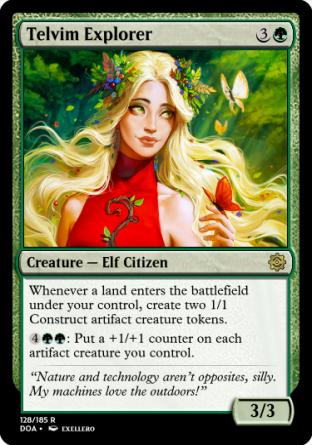 Telvim Explorer 3
Creature — Elf Citizen
Whenever a land enters the battlefield
under your control, create two 1/1
Construct artifact creature tokens.
4: Put a +1/+1 counter on each
artifact creature you control.
“Nature and technology aren’t opposites, silly.
My machines love the outdoors!”
3/3
128/185 R
DOA • EXELLERO